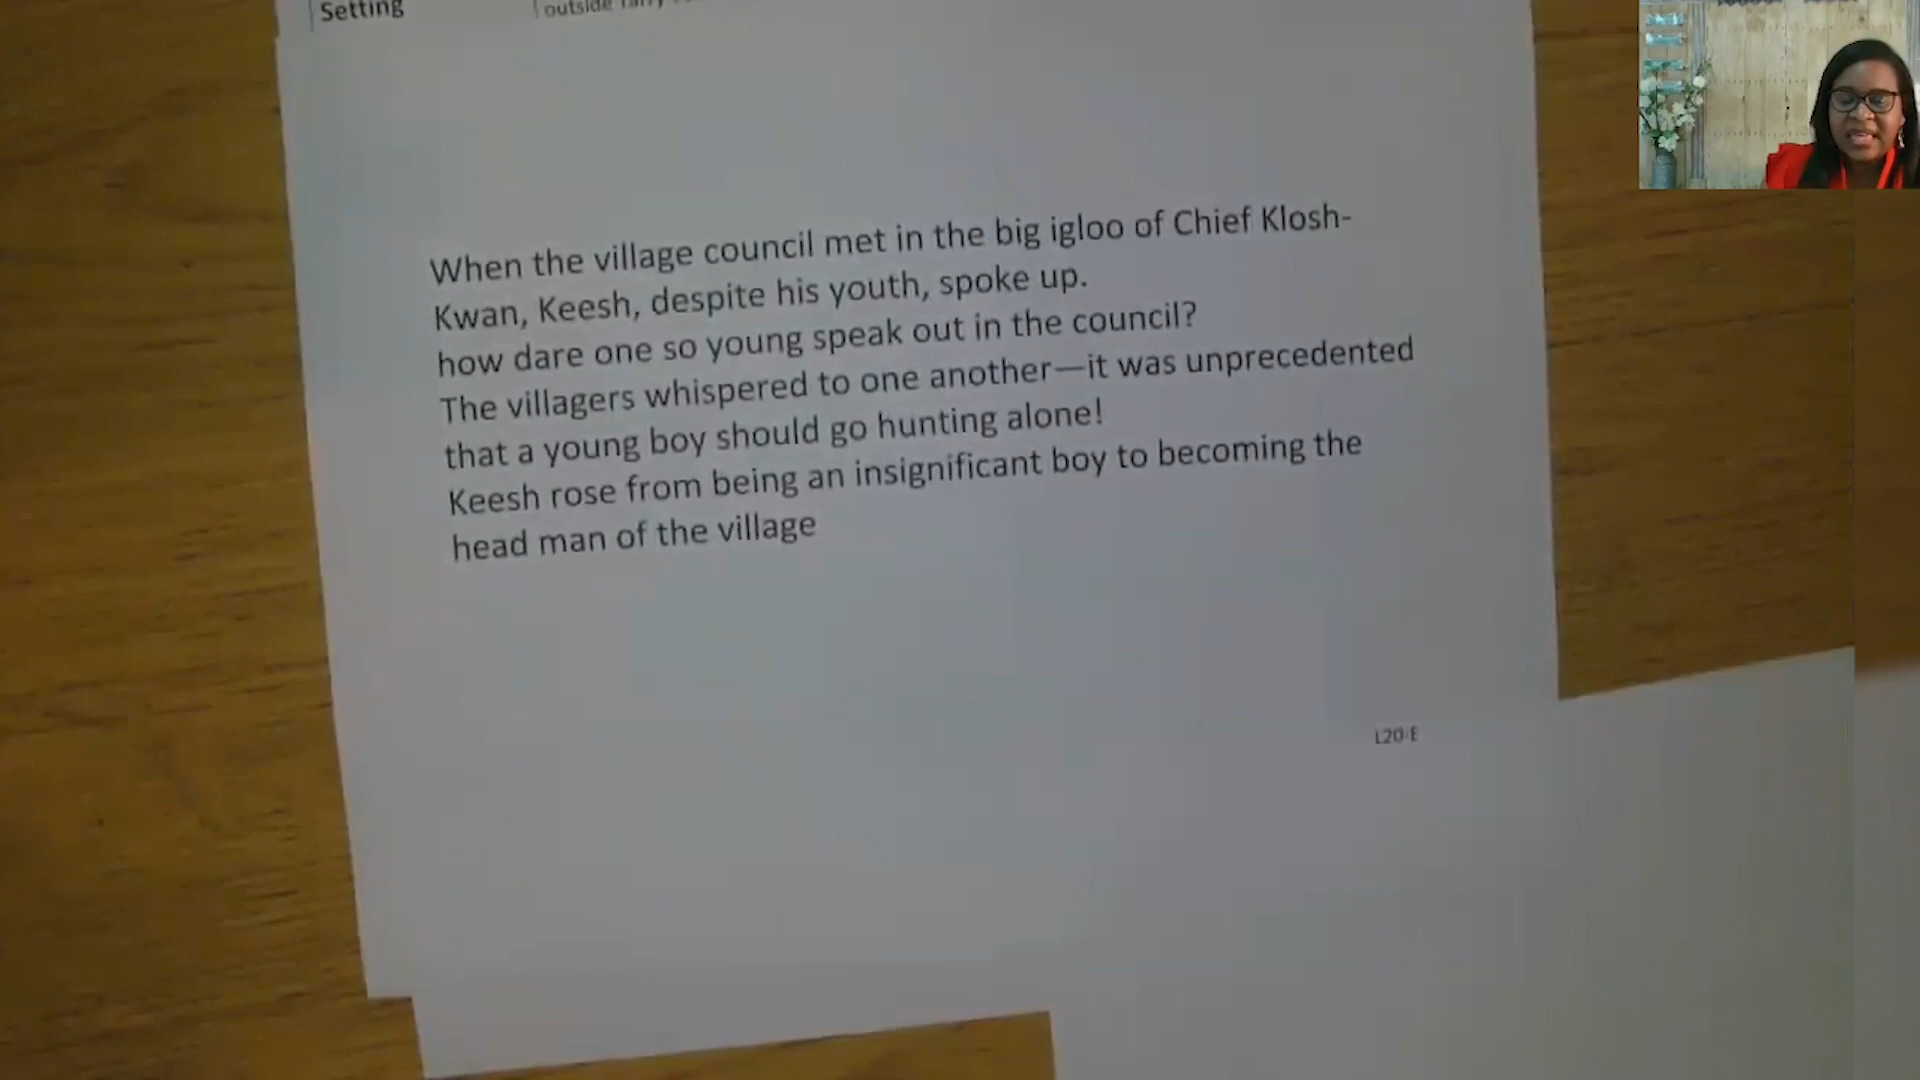 Setting
outside
When the village council met in the big igloo of Chief Klosh-
Kwan, Keesh, despite his youth, spoke up.
how dare one so young speak out in the council?
The villagers whispered to one another—it was unprecedented
that a young boy should go hunting alone!
Keesh rose from being an insignificant boy to becoming the
head man of the village
L20-E